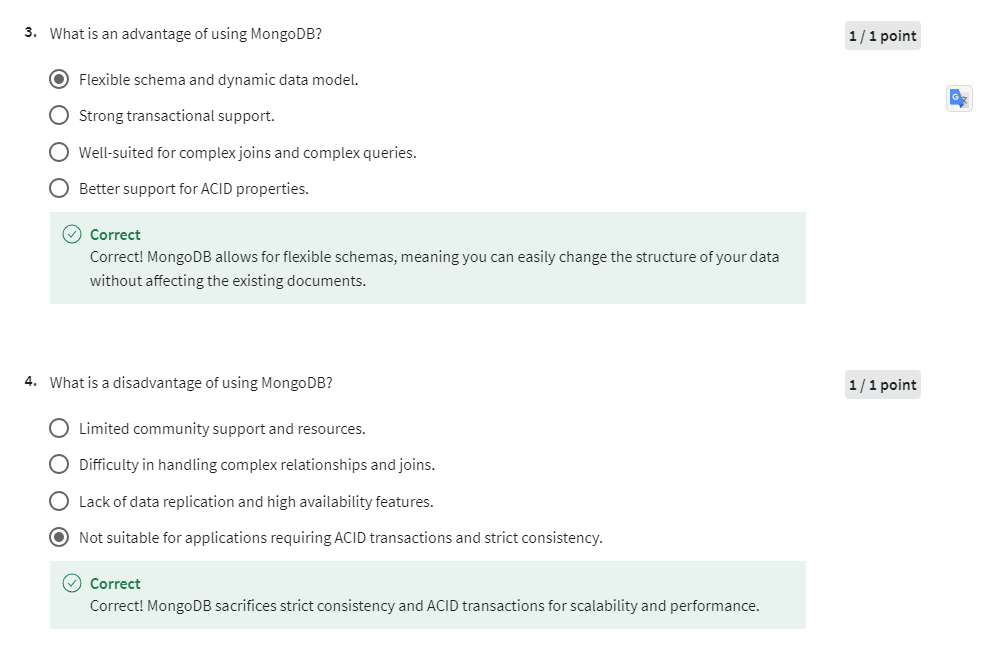 3. What is an advantage of using MongoDB?
1 / 1 point
Flexible schema and dynamic data model.
Strong transactional support.
Well-suited for complex joins and complex queries.
Better support for ACID properties.
Correct
Correct! MongoDB allows for flexible schemas, meaning you can easily change the structure of your data
without affecting the existing documents.
4. What is a disadvantage of using MongoDB?
1 / 1 point
Limited community support and resources.
Difficulty in handling complex relationships and joins.
Lack of data replication and high availability features.
Not suitable for applications requiring ACID transactions and strict consistency.
Correct
Correct! MongoDB sacrifices strict consistency and ACID transactions for scalability and performance.